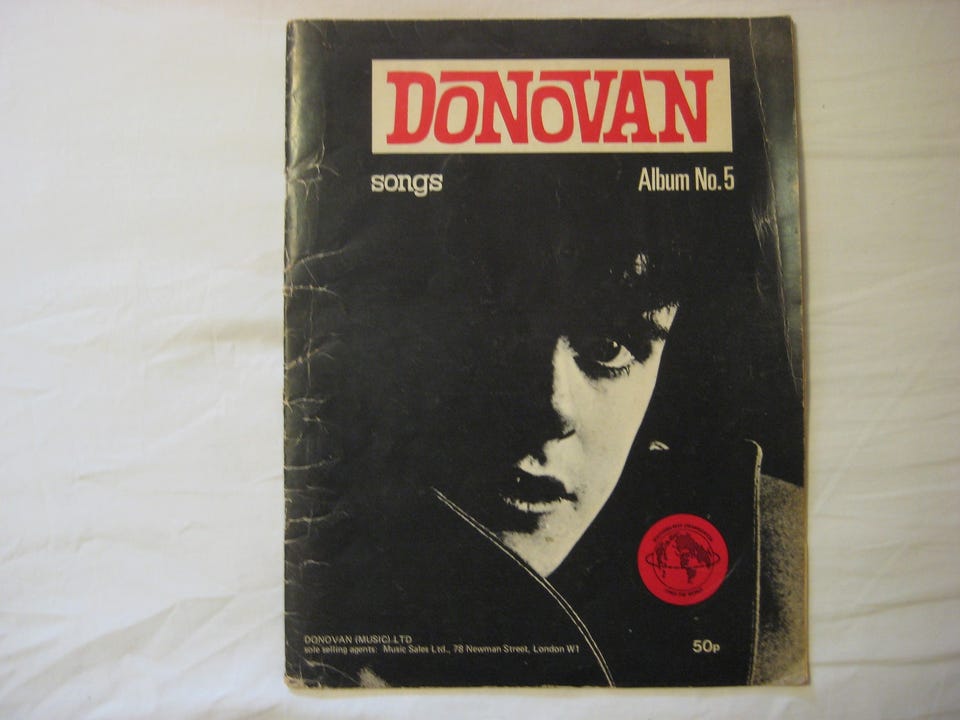 DONOVAN
songs
Album No. 5
DONOVAN (MUSIC) LTD
sole selling agents: Music Sales Ltd., 78 Newman Street, London W1
50p